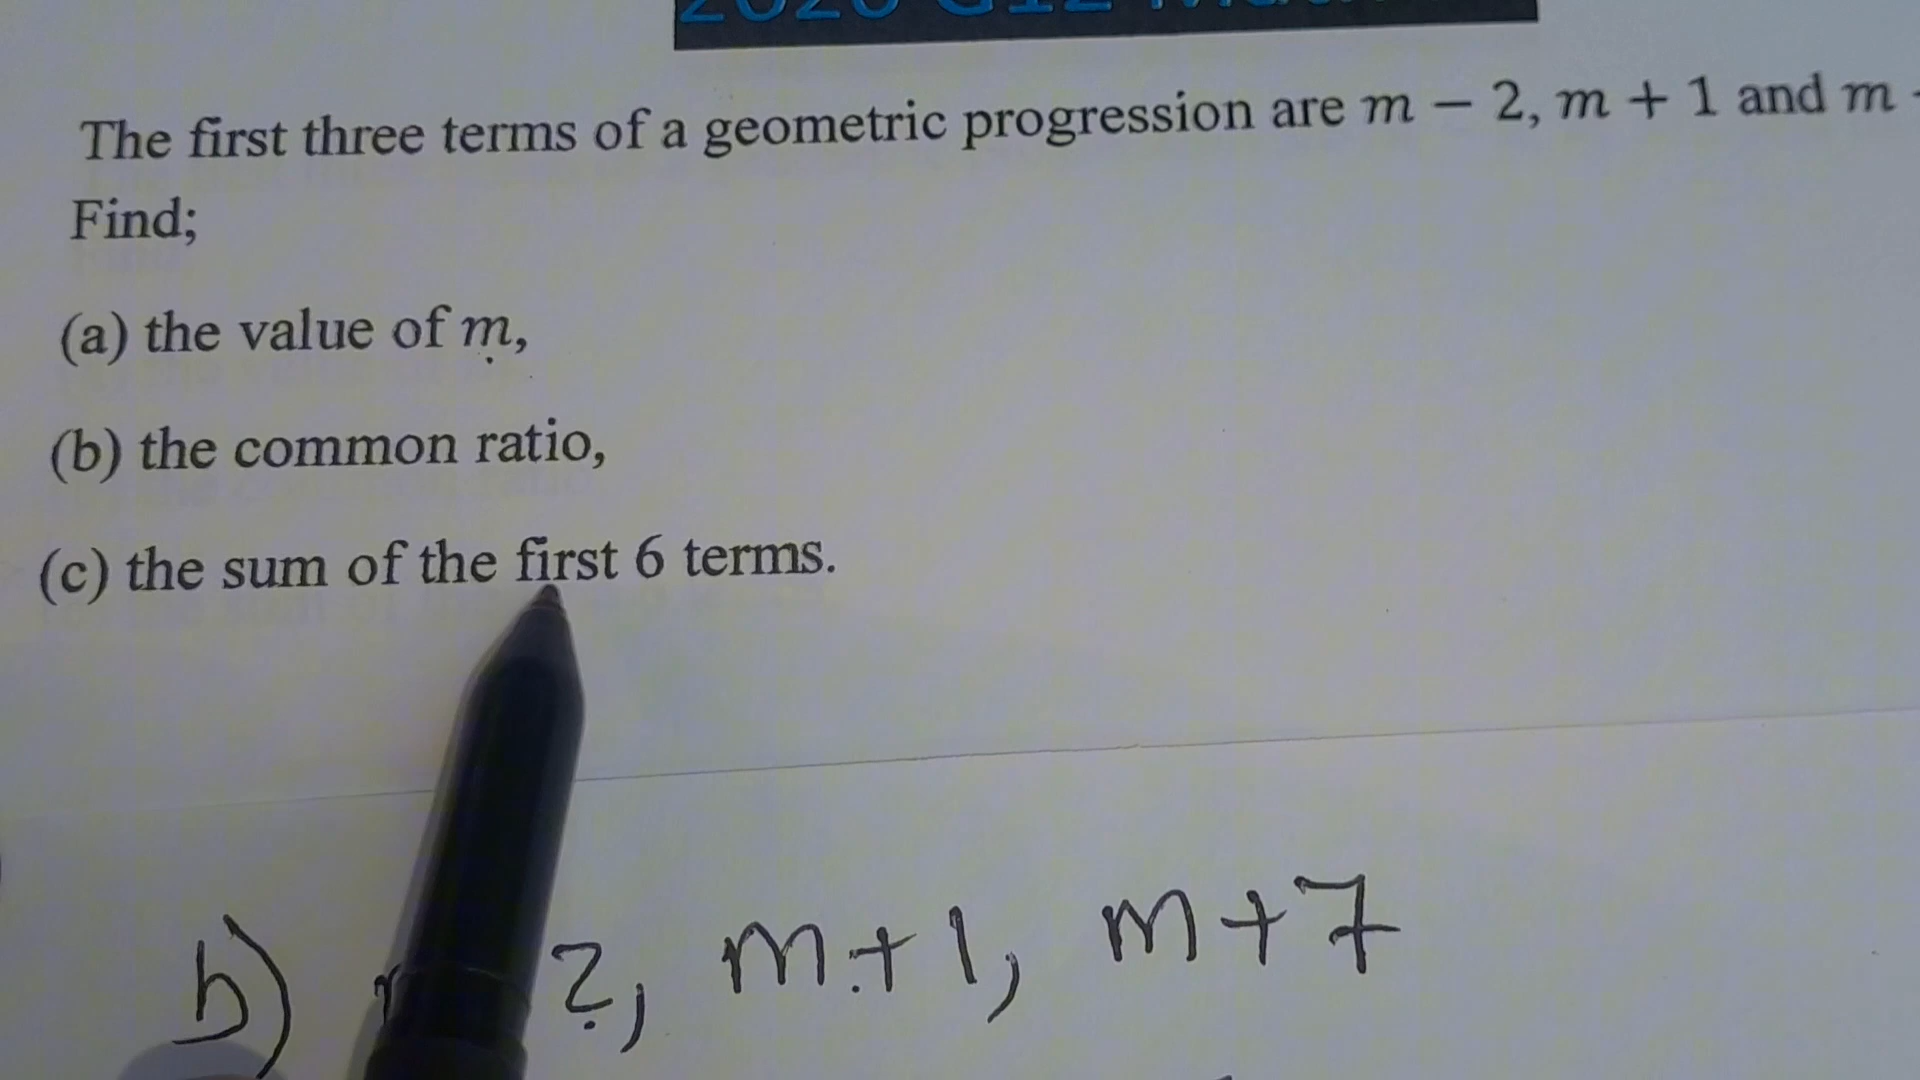 The first three terms of a geometric progression are m − 2, m + 1 and m
Find;
(a) the value of m,
(b) the common ratio,
(c) the sum of the first 6 terms.
b) 2, m+1, m+7